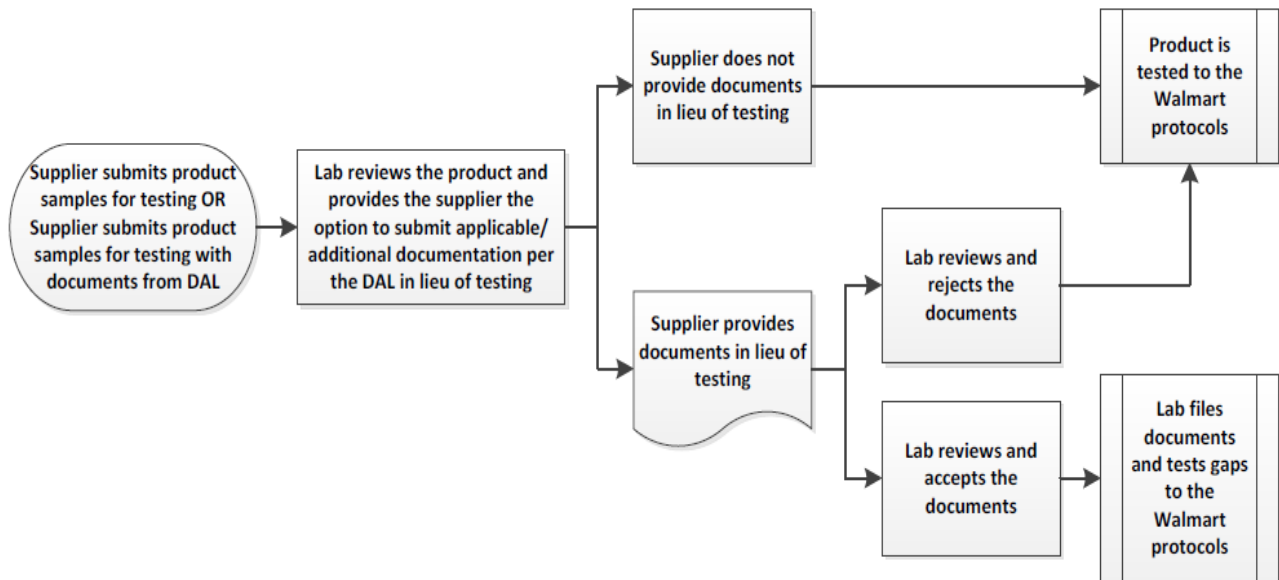 Supplier submits product
samples for testing OR
Supplier submits product
samples for testing with
documents from DAL
Lab reviews the product and
provides the supplier the
option to submit applicable/
additional documentation per
the DAL in lieu of testing
Supplier does not
provide documents
in lieu of testing
Product is
tested to the
Walmart
protocols
Supplier provides
documents in lieu of
testing
Lab reviews and
rejects the
documents
Lab reviews and
accepts the
documents
Lab files
documents
and tests gaps
to the
Walmart
protocols